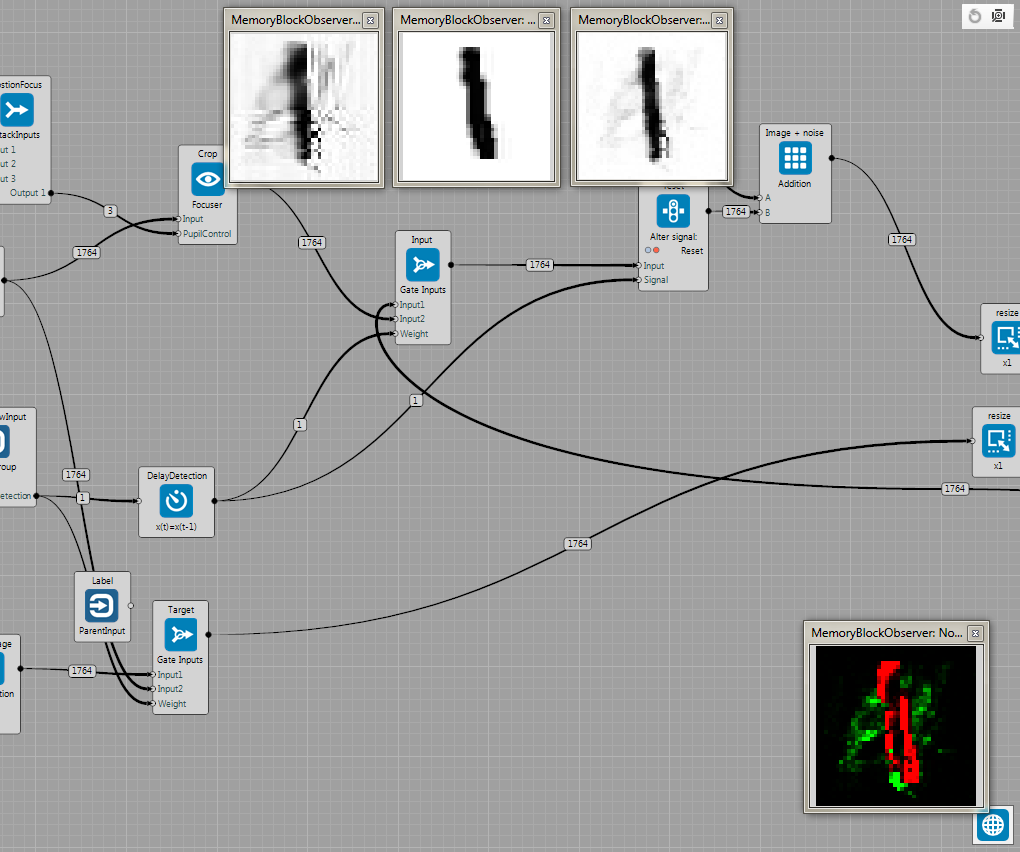 MemoryBlockObserver...
MemoryBlockObserver: ...
MemoryBlockObserver:...
stionFocus
tackInputs
ut 1
ut 2
ut 3
Output 1
3
1764
Crop
Focuser
Input
PupilControl
1764
Input
Gate Inputs
Input1
Input2
Weight
1764
Alter signal:
Reset
Input
Signal
1764
Image + noise
Addition
A
B
1764
resize
x1
resize
x1
1
1
1764
wInput
roup
etection
1764
1
DelayDetection
x(t)=x(t-1)
1764
Label
ParentInput
Target
Gate Inputs
Input1
Input2
Weight
age
tion
1764
MemoryBlockObserver: No...